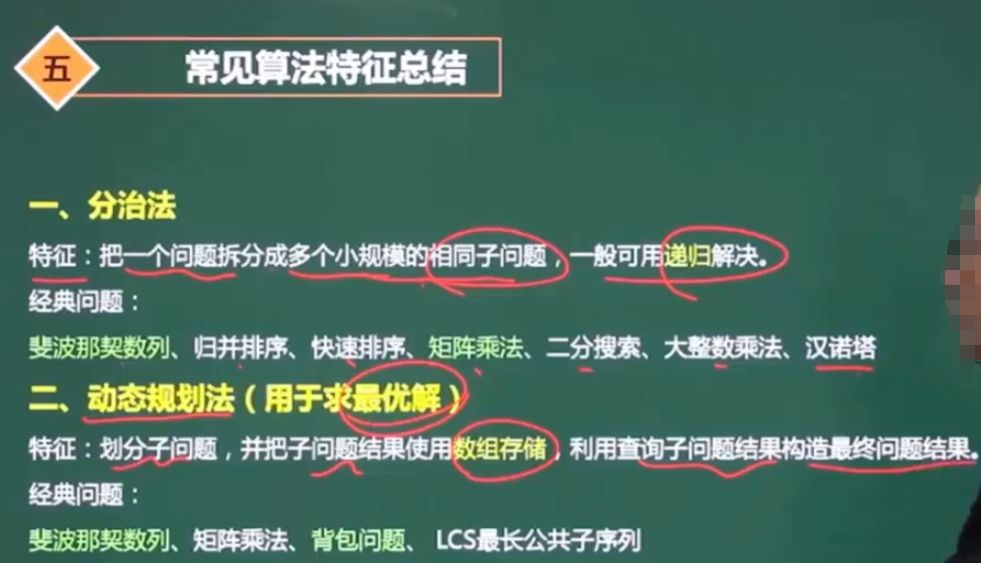 五
常见算法特征总结
一、分治法
特征：把一个问题拆分成多个小规模的相同子问题，一般可用递归解决。
经典问题：
斐波那契数列、归并排序、快速排序、矩阵乘法、二分搜索、大整数乘法、汉诺塔
二、动态规划法（用于求最优解）
特征：划分子问题，并把子问题结果使用数组存储，利用查询子问题结果构造最终问题结果。
经典问题：
斐波那契数列、矩阵乘法、背包问题、LCS最长公共子序列